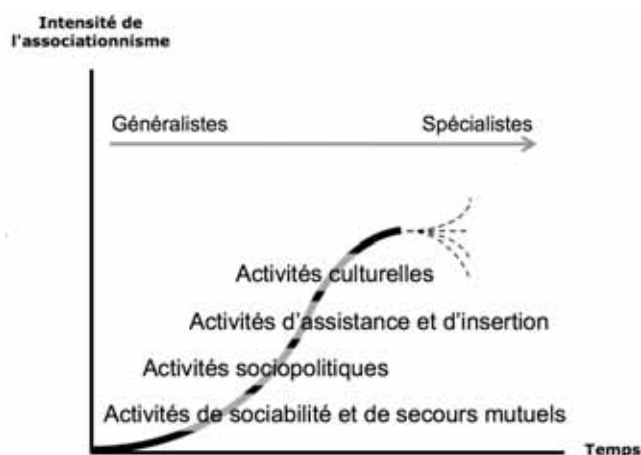 Intensité de
l'associationnisme
Généralistes
Spécialistes
Activités culturelles
Activités d'assistance et d'insertion
Activités sociopolitiques
Activités de sociabilité et de secours mutuels
Temps